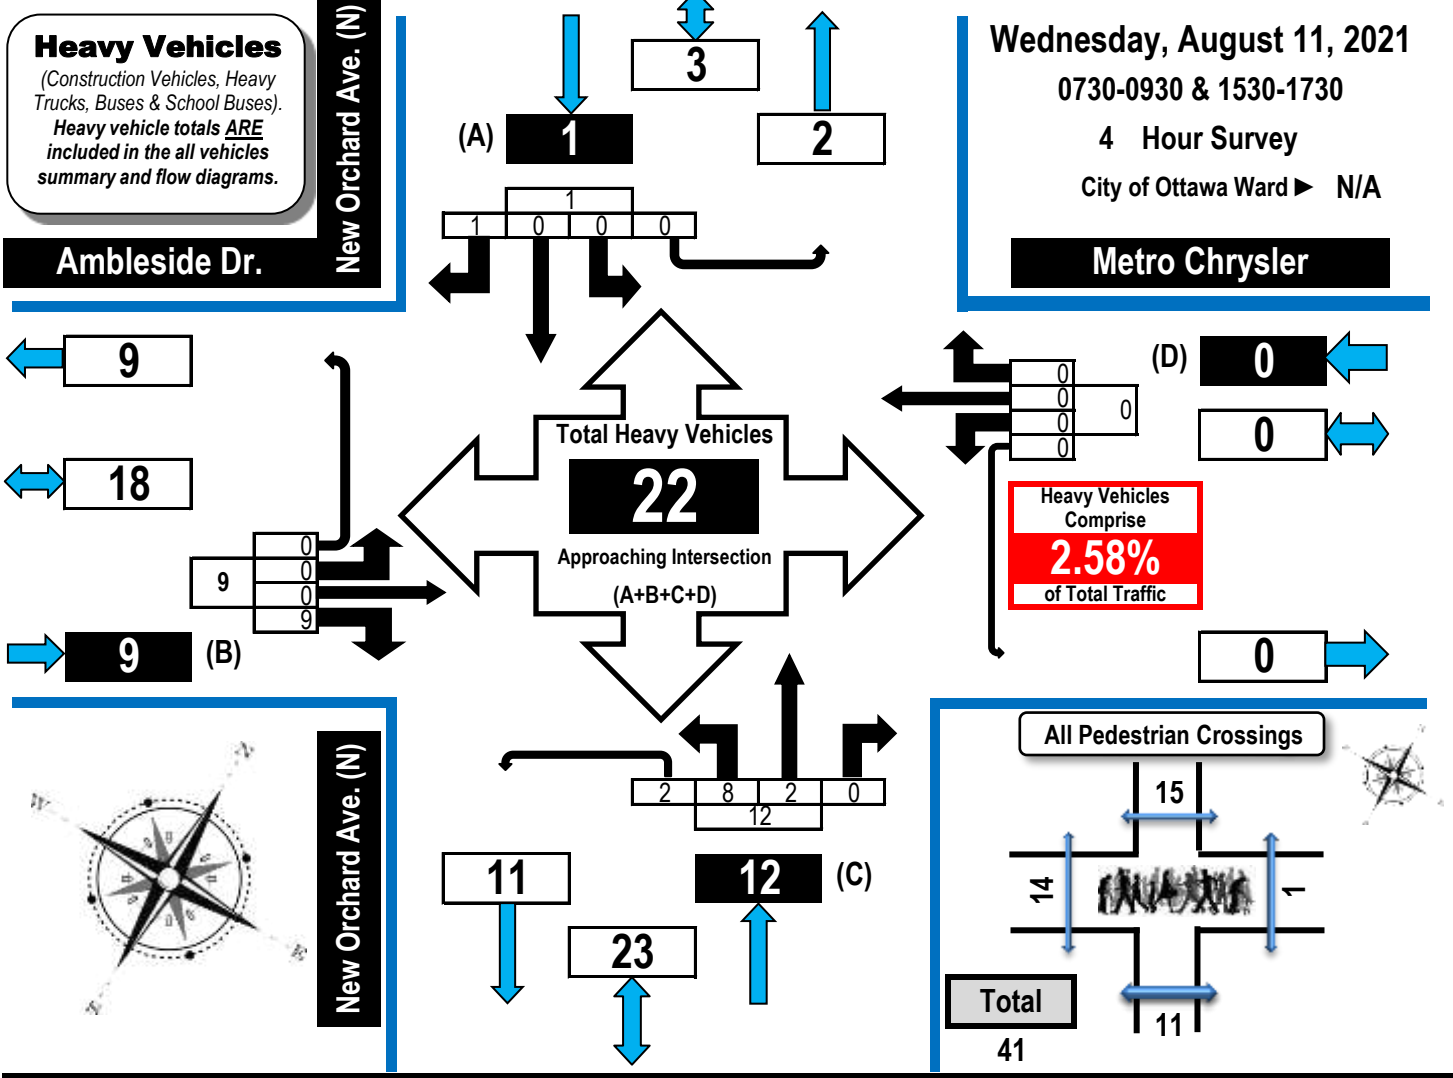 Heavy Vehicles
(Construction Vehicles, Heavy
Trucks, Buses & School Buses).
Heavy vehicle totals ARE
included in the all vehicles
summary and flow diagrams.
New Orchard Ave. (N)
Ambleside Dr.
3
(A)
1
2
1
1 0 0 0
Wednesday, August 11, 2021
0730-0930 & 1530-1730
4 Hour Survey
City of Ottawa Ward ► N/A
Metro Chrysler
9
18
0
0
0
9
9
9
(B)
Total Heavy Vehicles
22
Approaching Intersection
(A+B+C+D)
0
0
0
0
0
(D)
0
0
Heavy Vehicles
Comprise
2.58%
of Total Traffic
0
N
W
E
S
New Orchard Ave. (N)
2 8 2 0
12
11
12
(C)
23
All Pedestrian Crossings
15
14
1
11
Total
41